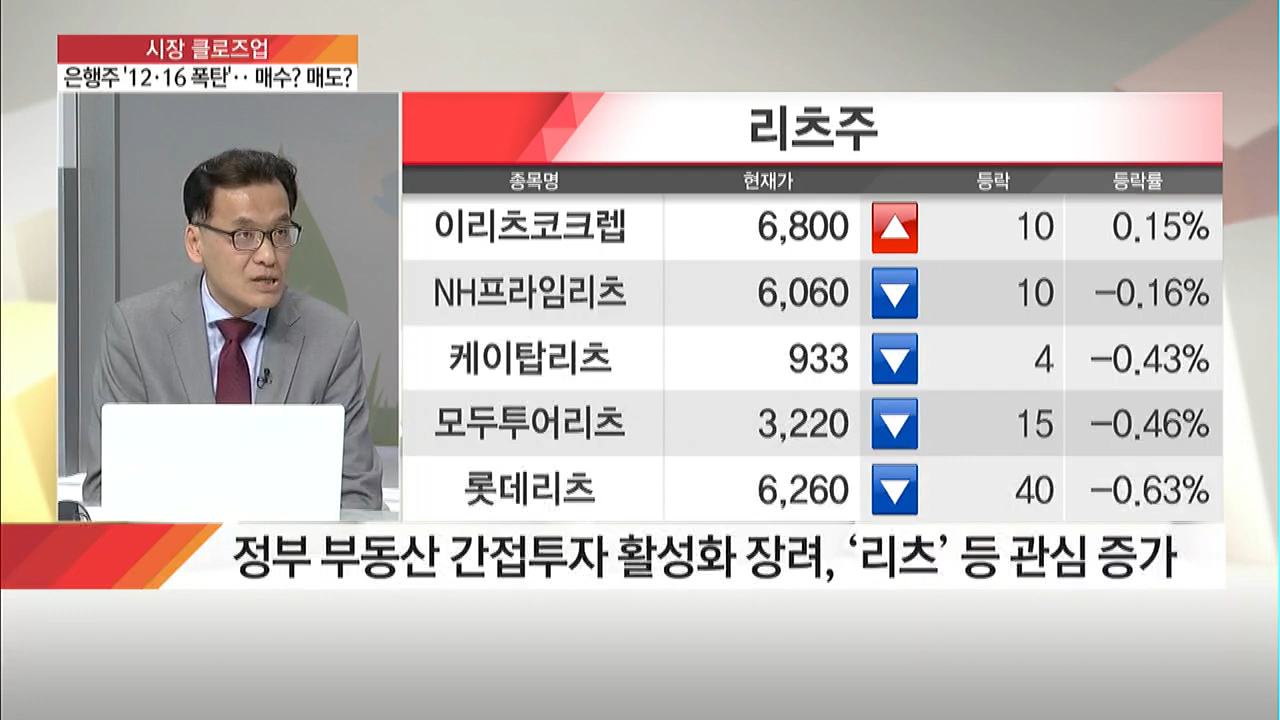 시장 클로즈업
은행주 '12·16 폭탄'‥ 매수? 매도?
리츠주
종목명 현재가 등락 등락률
이리츠코크렙 6,800 ▲ 10 0.15%
NH프라임리츠 6,060 ▼ 10 -0.16%
케이탑리츠 933 ▼ 4 -0.43%
모두투어리츠 3,220 ▼ 15 -0.46%
롯데리츠 6,260 ▼ 40 -0.63%
정부 부동산 간접투자 활성화 장려, ‘리츠’ 등 관심 증가